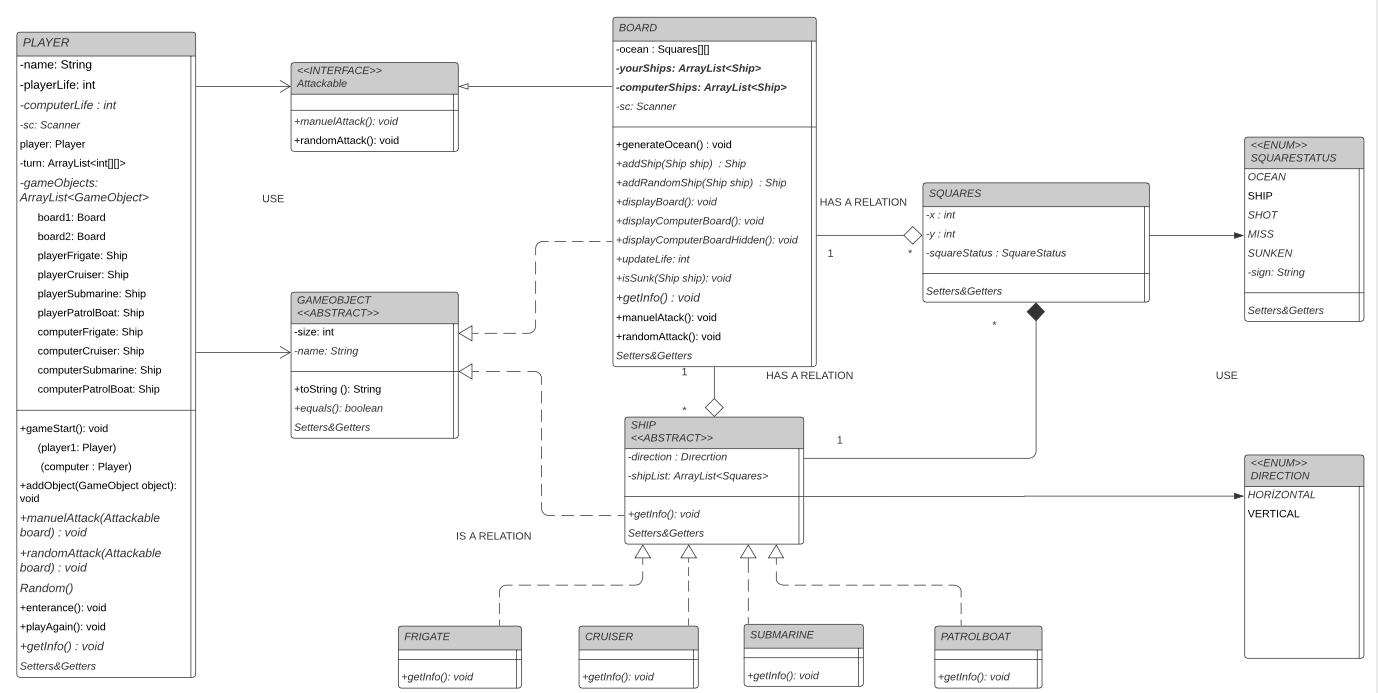 PLAYER
-name: String
-playerLife: int
-computerLife : int
-sc: Scanner
player: Player
-turn: ArrayList<int[][]>
-gameObjects:
ArrayList<GameObject>
board1: Board
board2: Board
playerFrigate: Ship
playerCruiser: Ship
playerSubmarine: Ship
playerPatrolBoat: Ship
computerFrigate: Ship
computerCruiser: Ship
computerSubmarine: Ship
computerPatrolBoat: Ship
+gameStart(): void
(player1: Player)
(computer : Player)
+addObject(GameObject object):
void
+manuelAttack(Attackable
board) : void
+randomAttack(Attackable
board) : void
Random()
+enterance(): void
+playAgain(): void
+getInfo() : void
Setters&Getters
<<INTERFACE>>
Attackable
+manuelAttack(): void
+randomAttack(): void
USE
GAMEOBJECT
<<ABSTRACT>>
-size: int
-name: String
+toString (): String
+equals(): boolean
Setters&Getters
IS A RELATION
BOARD
-ocean : Squares[][]
-yourShips: ArrayList<Ship>
-computerShips: ArrayList<Ship>
-sc: Scanner
+generateOcean() : void
+addShip(Ship ship)  : Ship
+addRandomShip(Ship ship)  : Ship
+displayBoard(): void
+displayComputerBoard(): void
+displayComputerBoardHidden(): void
+updateLife: int
+isSunk(Ship ship): void
+getInfo() : void
+manuelAtack(): void
+randomAttack(): void
Setters&Getters
1
HAS A RELATION
*
SHIP
<<ABSTRACT>>
-direction : Dırecrtion
-shipList: ArrayList<Squares>
+getInfo(): void
Setters&Getters
HAS A RELATION
1
*
SQUARES
-x : int
-y : int
-squareStatus : SquareStatus
Setters&Getters
*
1
<<ENUM>>
SQUARESTATUS
OCEAN
SHIP
SHOT
MISS
SUNKEN
-sign: String
Setters&Getters
USE
<<ENUM>>
DIRECTION
HORİZONTAL
VERTICAL
FRIGATE
+getInfo(): void
CRUISER
+getInfo(): void
SUBMARINE
+getInfo(): void
PATROLBOAT
+getInfo(): void